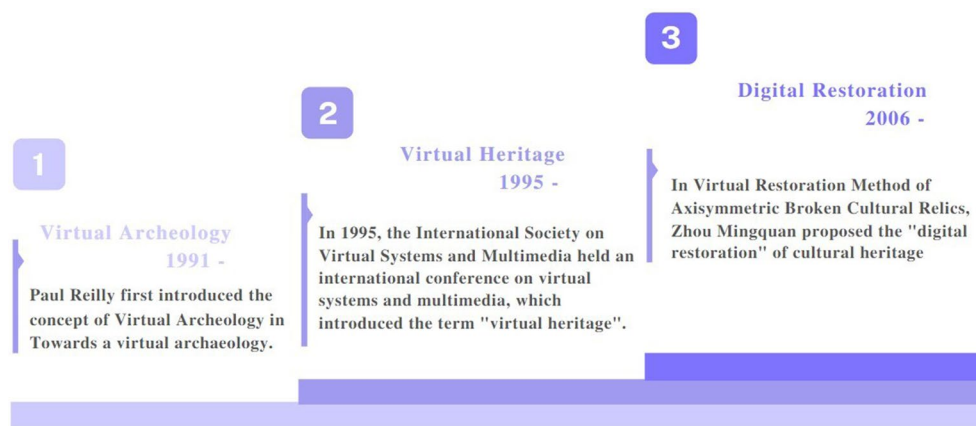 1
Virtual Archeology
1991 -
Paul Reilly first introduced the
concept of Virtual Archeology in
Towards a virtual archaeology.
2
Virtual Heritage
1995 -
In 1995, the International Society on
Virtual Systems and Multimedia held an
international conference on virtual
systems and multimedia, which
introduced the term "virtual heritage".
3
Digital Restoration
2006 -
In Virtual Restoration Method of
Axisymmetric Broken Cultural Relics,
Zhou Mingquan proposed the "digital
restoration" of cultural heritage